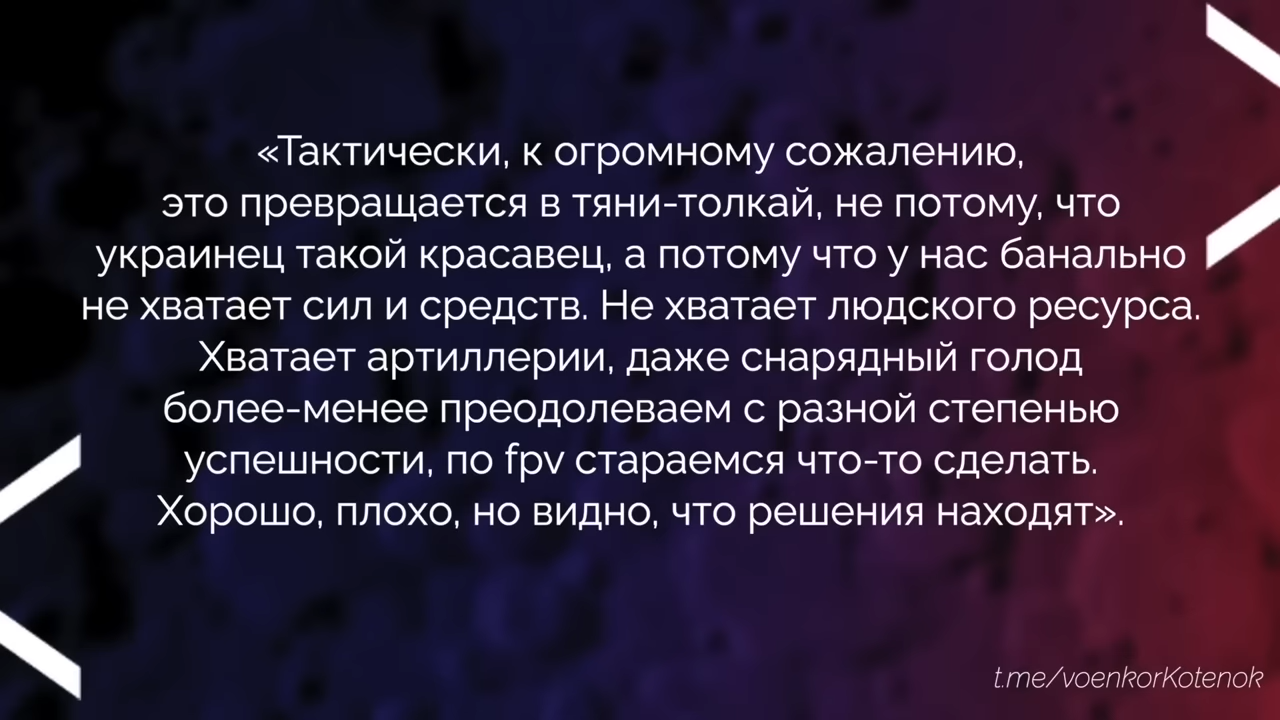 «Тактически, к огромному сожалению,
это превращается в тяни-толкай, не потому, что
украинец такой красавец, а потому что у нас банально
не хватает сил и средств. Не хватает людского ресурса.
Хватает артиллерии, даже снарядный голод
более-менее преодолеваем с разной степенью
успешности, по fpv стараемся что-то сделать.
Хорошо, плохо, но видно, что решения находят».
t.me/voenkorKotenok